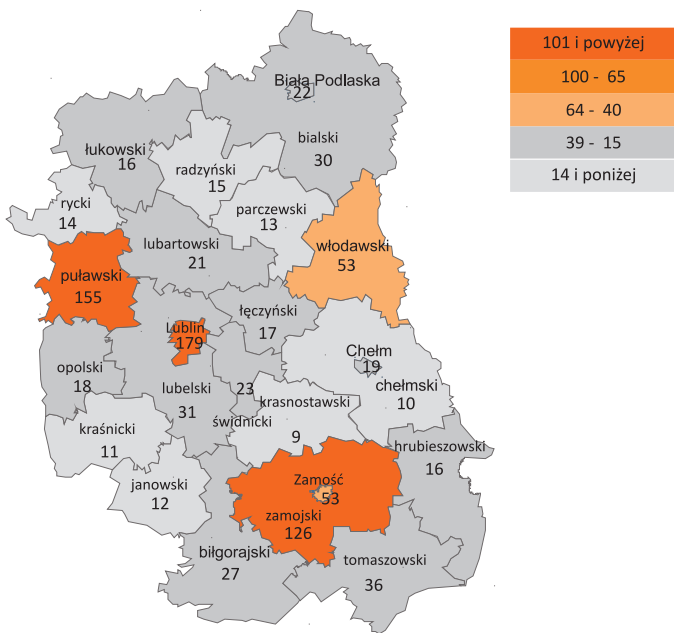 101 i powyżej
100 - 65
64 - 40
39 - 15
14 i poniżej
Biała Podlaska
22
bialski
30
łukowski
16
radzyński
15
rycki
14
parczewski
13
lubartowski
21
włodawski
53
puławski
155
łęczyński
17
Lublin
179
Chełm
19
opolski
18
lubelski
31
23
świdnicki
chełmski
10
krasnostawski
9
kraśnicki
11
hrubieszowski
16
janowski
12
Zamość
53
zamojski
126
biłgorajski
27
tomaszowski
36